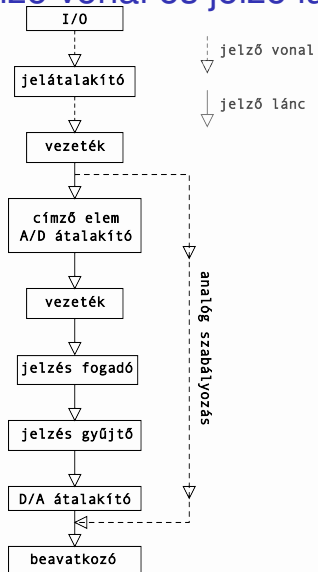 I/O
jelző vonal
jelátalakító
jelző lánc
vezeték
címző elem
A/D átalakító
vezeték
analóg szabályozás
jelzés fogadó
jelzés gyűjtő
D/A átalakító
beavatkozó